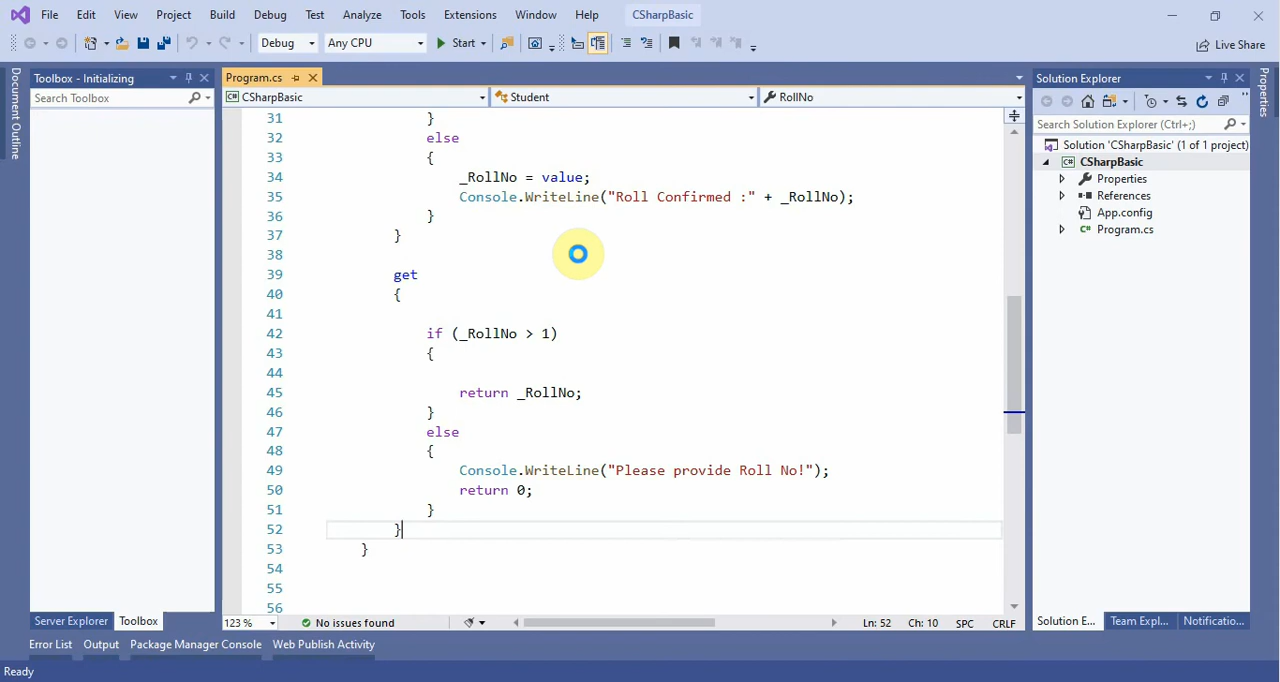 File Edit View Project Build Debug Test Analyze Tools Extensions Window Help CSharpBasic
Debug Any CPU Start Live Share
Document Outline
Toolbox - Initializing
Search Toolbox
Program.cs
CSharpBasic Student RollNo
31 }
32 else
33 {
34 _RollNo = value;
35 Console.WriteLine("Roll Confirmed :" + _RollNo);
36 }
37 }
38
39 get
40 {
41
42 if (_RollNo > 1)
43 {
44
45 return _RollNo;
46 }
47 else
48 {
49 Console.WriteLine("Please provide Roll No!");
50 return 0;
51 }
52 }
53 }
54
55
56
123 % No issues found Ln: 52 Ch: 10 SPC CRLF
Solution Explorer
Search Solution Explorer (Ctrl+;)
Solution 'CSharpBasic' (1 of 1 project)
CSharpBasic
Properties
References
App.config
Program.cs
Properties
Server Explorer Toolbox
Solution E... Team Expl... Notificatio...
Error List Output Package Manager Console Web Publish Activity
Ready